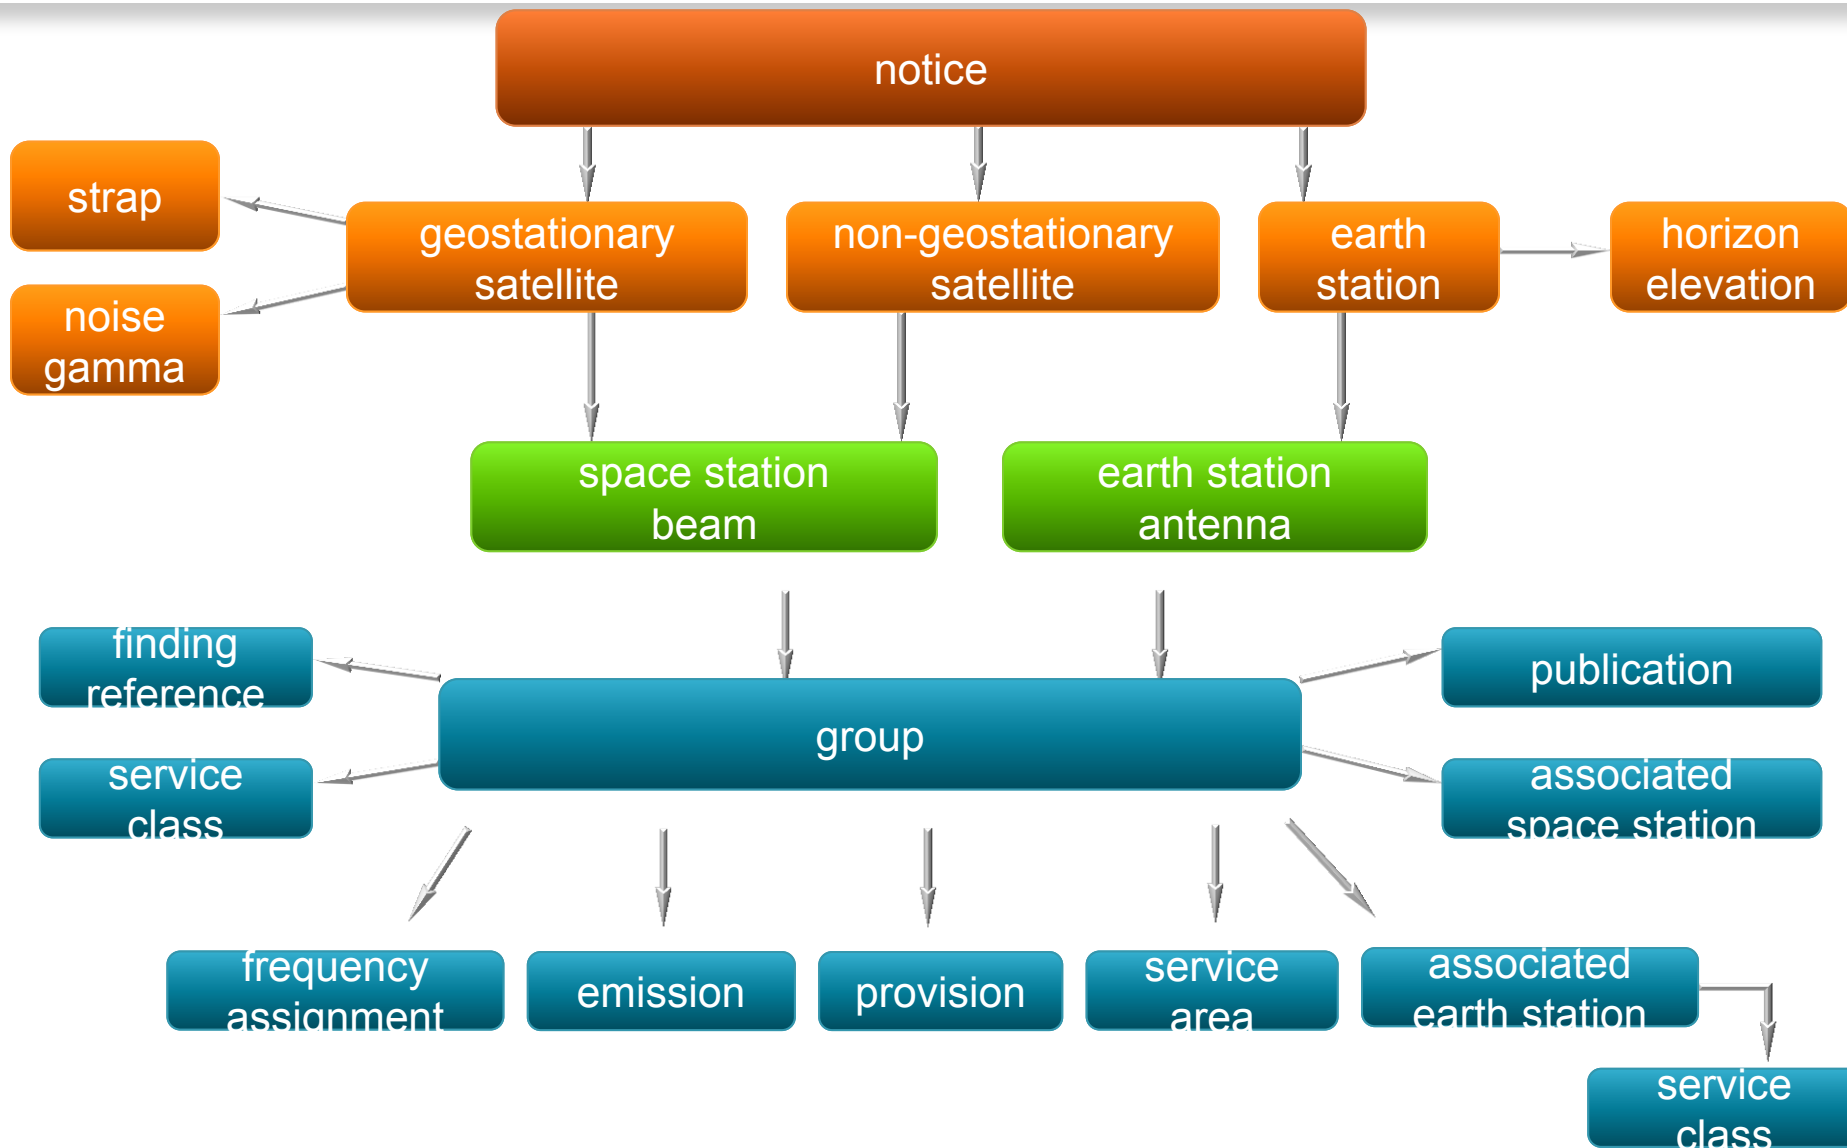 notice
strap
geostationary
satellite
non-geostationary
satellite
earth
station
horizon
elevation
noise
gamma
space station
beam
earth station
antenna
finding
reference
publication
group
service
class
associated
space station
frequency
assignment
emission
provision
service
area
associated
earth station
service
class